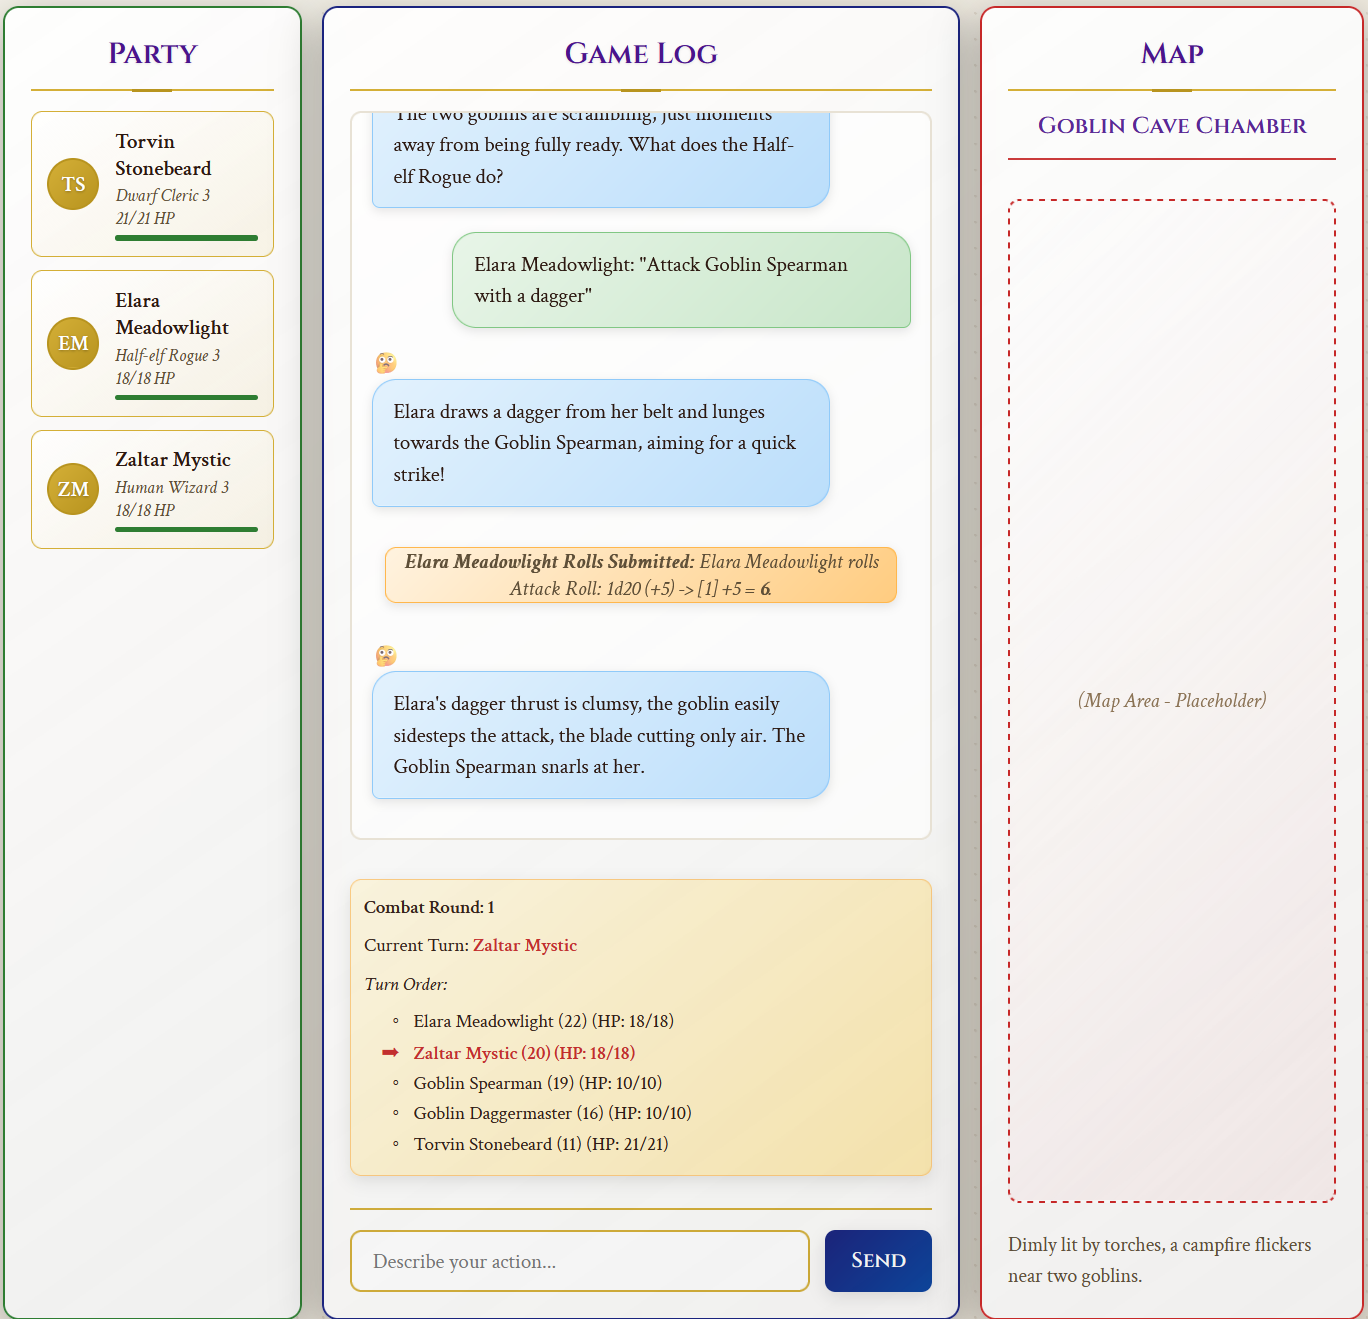 Party
TS
Torvin
Stonebeard
Dwarf Cleric 3
21/21 HP
EM
Elara
Meadowlight
Half-elf Rogue 3
18/18 HP
ZM
Zaltar Mystic
Human Wizard 3
18/18 HP
Game Log
The two goblins are scrambling, just moments
away from being fully ready. What does the Half-
elf Rogue do?
Elara Meadowlight: "Attack Goblin Spearman
with a dagger"
Elara draws a dagger from her belt and lunges
towards the Goblin Spearman, aiming for a quick
strike!
Elara Meadowlight Rolls Submitted: Elara Meadowlight rolls
Attack Roll: 1d20 (+5) -> [1] +5 = 6.
Elara's dagger thrust is clumsy, the goblin easily
sidesteps the attack, the blade cutting only air. The
Goblin Spearman snarls at her.
Combat Round: 1
Current Turn: Zaltar Mystic
Turn Order:
Elara Meadowlight (22) (HP: 18/18)
Zaltar Mystic (20) (HP: 18/18)
Goblin Spearman (19) (HP: 10/10)
Goblin Daggermaster (16) (HP: 10/10)
Torvin Stonebeard (11) (HP: 21/21)
Describe your action...
Send
Map
Goblin Cave Chamber
(Map Area - Placeholder)
Dimly lit by torches, a campfire flickers
near two goblins.